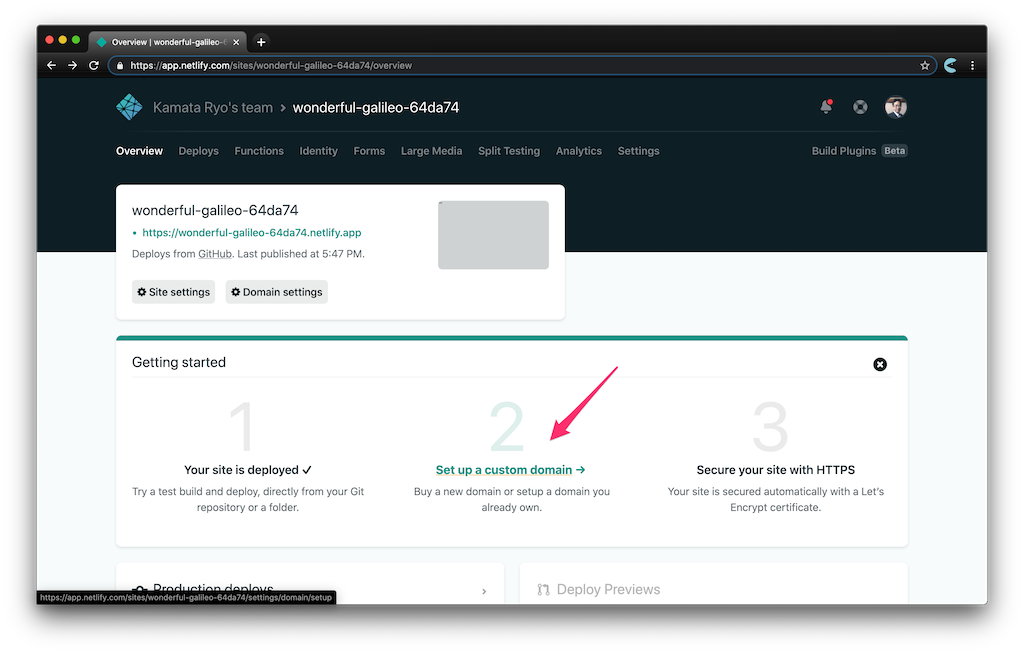 Overview | wonderful-galileo-6
https://app.netlify.com/sites/wonderful-galileo-64da74/overview
Kamata Ryo's team > wonderful-galileo-64da74
Overview Deploys Functions Identity Forms Large Media Split Testing Analytics Settings Build Plugins Beta
wonderful-galileo-64da74
https://wonderful-galileo-64da74.netlify.app
Deploys from GitHub. Last published at 5:47 PM.
Site settings Domain settings
Getting started
1 2 3
Your site is deployed ✓ Set up a custom domain → Secure your site with HTTPS
Try a test build and deploy, directly from your Git Buy a new domain or setup a domain you Your site is secured automatically with a Let's
repository or a folder. already own. Encrypt certificate.
Production deploys Deploy Previews
https://app.netlify.com/sites/wonderful-galileo-64da74/settings/domain/setup